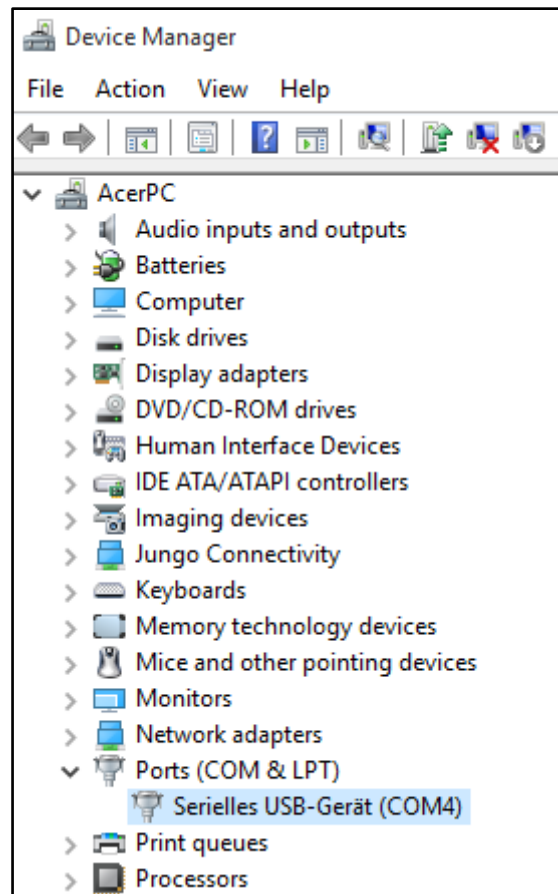 Device Manager
File Action View Help
AcerPC
Audio inputs and outputs
Batteries
Computer
Disk drives
Display adapters
DVD/CD-ROM drives
Human Interface Devices
IDE ATA/ATAPI controllers
Imaging devices
Jungo Connectivity
Keyboards
Memory technology devices
Mice and other pointing devices
Monitors
Network adapters
Ports (COM & LPT)
Serielles USB-Gerät (COM4)
Print queues
Processors